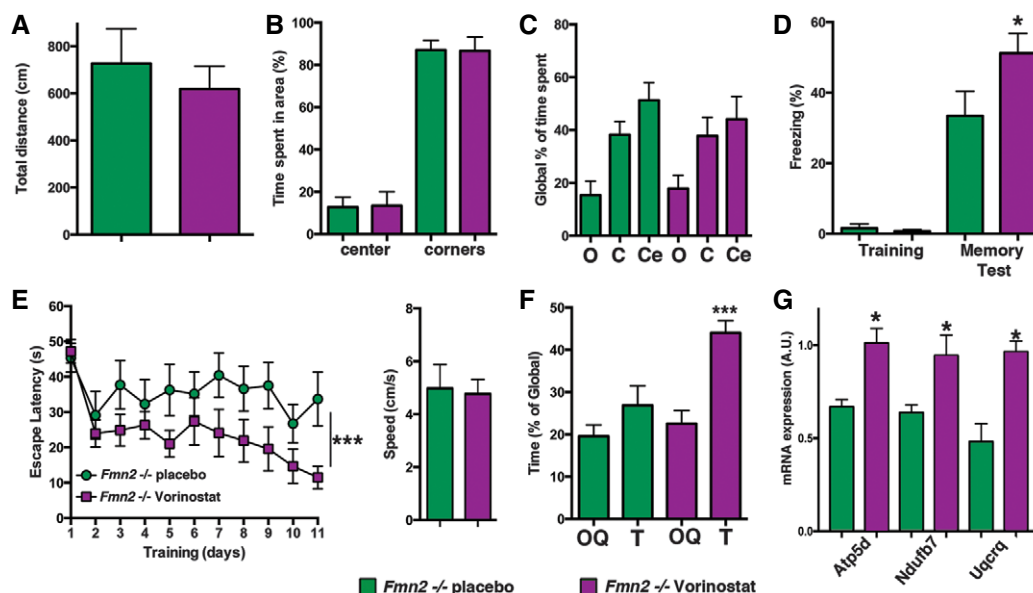 A
Total distance (cm)
800
600
400
600
200
0
B
Time spent in area (%)
100
80
60
40
20
0
center corners
C
Global % of time spent
80
60
40
20
0
O C Ce O C Ce
D
Freezing (%)
60
40
20
0
*
Training Memory
Test
E
Escape Latency (s)
60
50
40
30
20
10
0
***
Fmn2 -/- placebo
Fmn2 -/- Vorinostat
1 2 3 4 5 6 7 8 9 10 11
Training (days)
Speed (cm/s)
8
6
4
2
0
F
Time (% of Global)
50
40
30
20
10
0
***
OQ T OQ T
G
mRNA expression (A.U.)
1.0
0.5
0.0
* * *
Atp5d
Ndufb7
Uqcrq
Fmn2 -/- placebo Fmn2 -/- Vorinostat